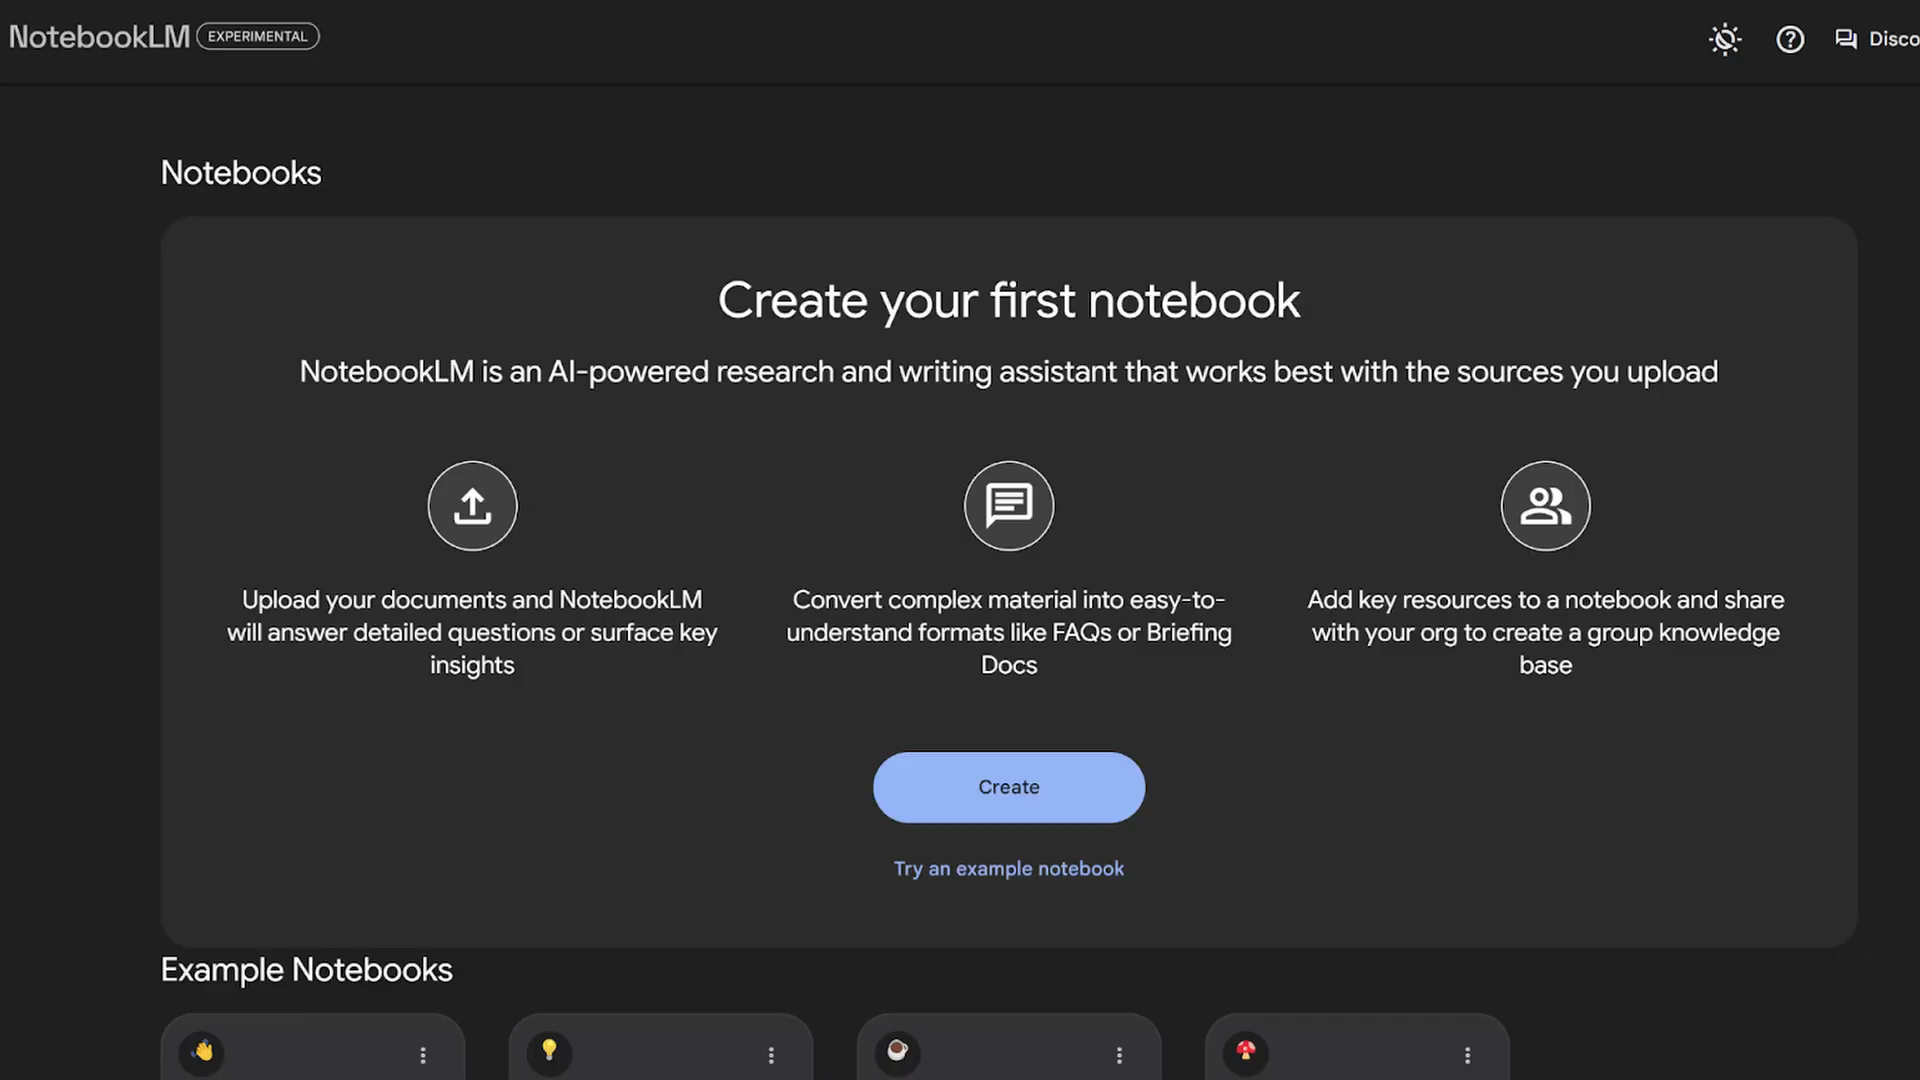 NotebookLM EXPERIMENTAL
Disco
Notebooks
Create your first notebook
NotebookLM is an AI-powered research and writing assistant that works best with the sources you upload
Upload your documents and NotebookLM
will answer detailed questions or surface key
insights
Convert complex material into easy-to-
understand formats like FAQs or Briefing
Docs
Add key resources to a notebook and share
with your org to create a group knowledge
base
Create
Try an example notebook
Example Notebooks